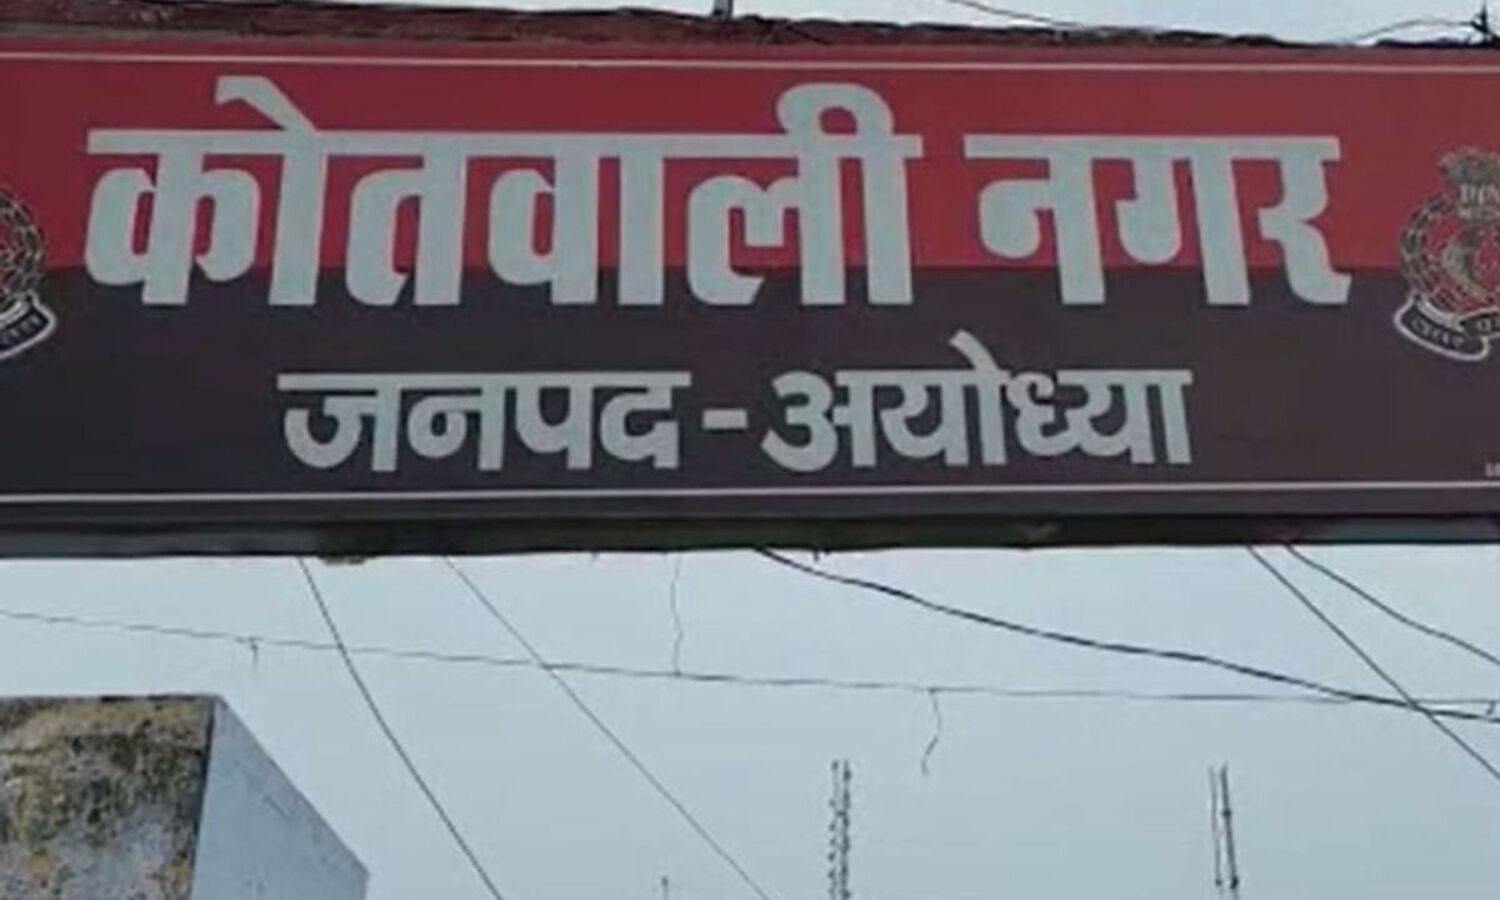 कोतवाली नगर
जनपद - अयोध्या